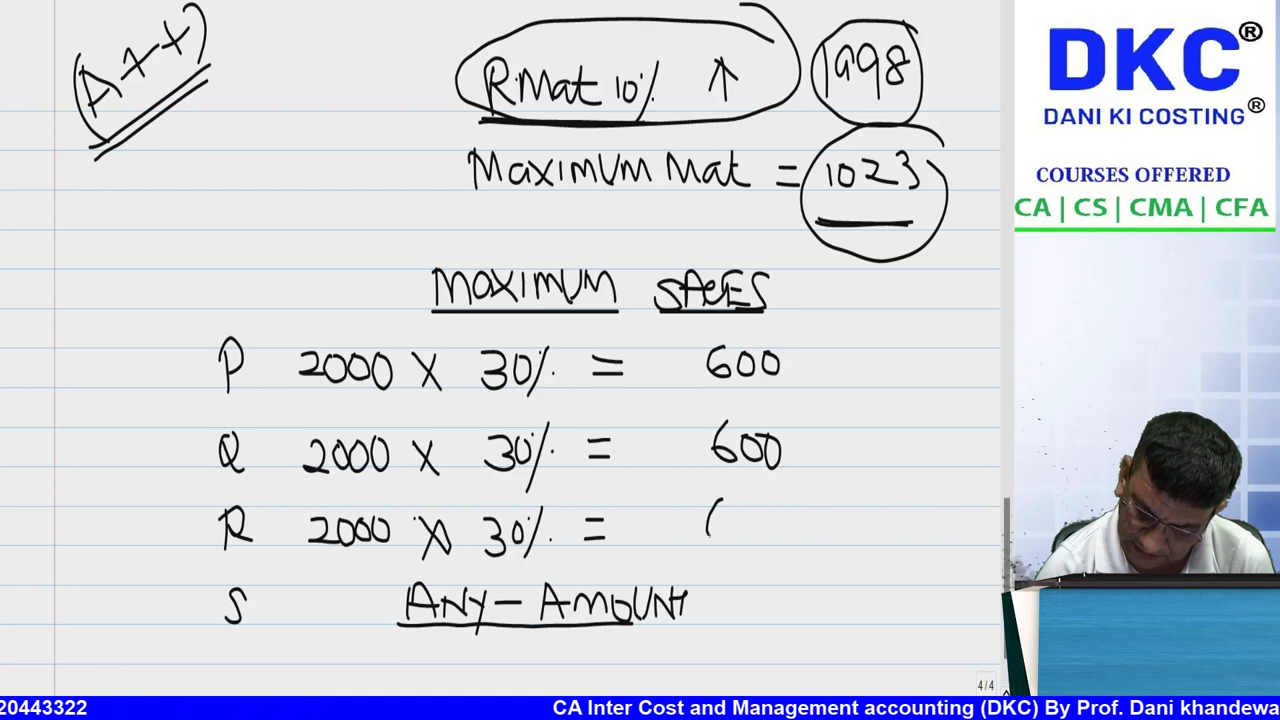 (A++)
R.Mat 10% ↑ 1998
MAXIMUM Mat = 1023
MAXIMUM SALES
P 2000 X 30% = 600
Q 2000 X 30% = 600
R 2000 X 30% = (
S ANY - AMOUNT
4/4
DKC®
DANI KI COSTING®
COURSES OFFERED
CA | CS | CMA | CFA
20443322 CA Inter Cost and Management accounting (DKC) By Prof. Dani khandewa